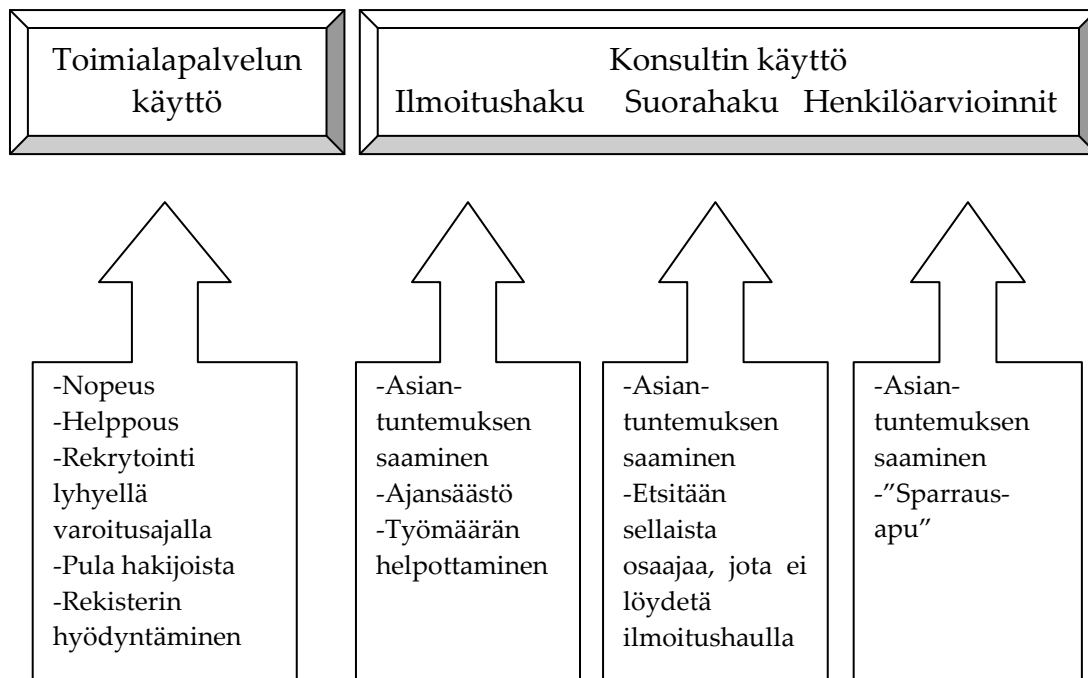 Toimialapalvelun
käyttö
Konsultin käyttö
Ilmoitushaku Suorahaku Henkilöarvioinnit
-Nopeus
-Helppous
-Rekrytointi
lyhyellä
varoitusajalla
-Pula hakijoista
-Rekisterin
hyödyntäminen
-Asian-
tuntemuksen
saaminen
-Ajansäästö
-Työmäärän
helpottaminen
-Asian-
tuntemuksen
saaminen
-Etsitään
sellaista
osaajaa, jota ei
löydetä
ilmoitushaulla
-Asian-
tuntemuksen
saaminen
-”Sparraus-
apu”